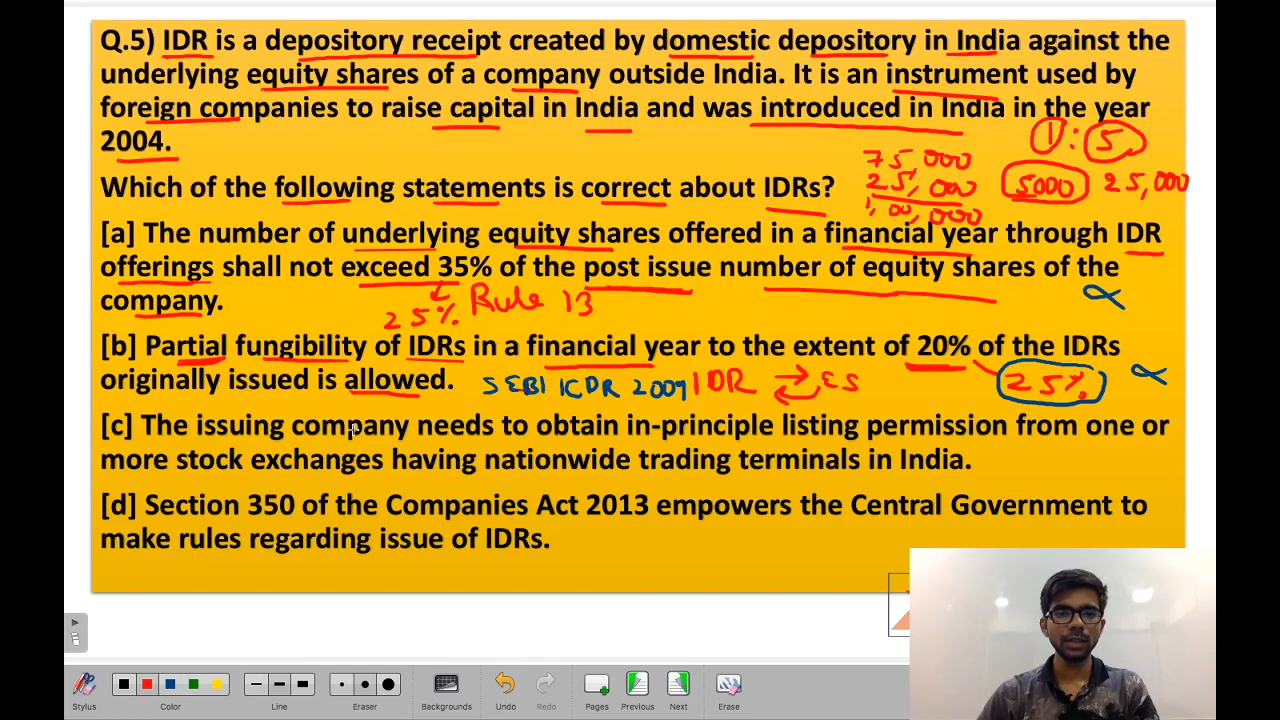 Q.5) IDR is a depository receipt created by domestic depository in India against the
underlying equity shares of a company outside India. It is an instrument used by
foreign companies to raise capital in India and was introduced in India in the year
2004.
1 : 5
75,000
25,000
1,00,000
5000 25,000
Which of the following statements is correct about IDRs?
[a] The number of underlying equity shares offered in a financial year through IDR
offerings shall not exceed 35% of the post issue number of equity shares of the
company.
25% Rule 13
[b] Partial fungibility of IDRs in a financial year to the extent of 20% of the IDRs
originally issued is allowed.
SEBI ICDR 2009 IDR ES 25%
[c] The issuing company needs to obtain in-principle listing permission from one or
more stock exchanges having nationwide trading terminals in India.
[d] Section 350 of the Companies Act 2013 empowers the Central Government to
make rules regarding issue of IDRs.
Stylus Color Line Eraser Backgrounds Undo Redo Pages Previous Next Erase